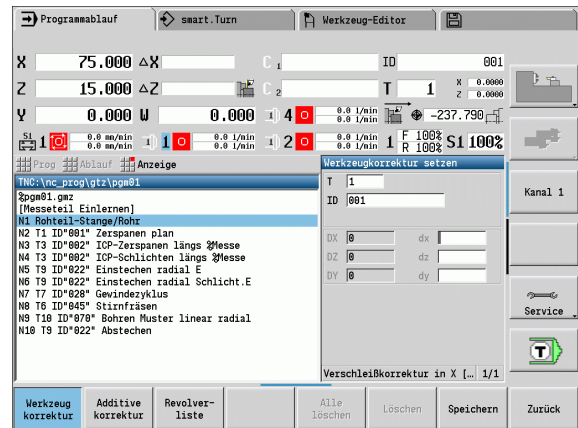 Programmablauf smart.Turn Werkzeug-Editor
X 75.000 △X C 1 ID 001
Z 15.000 △Z C 2 T 1 X 0.0000
Z 0.0000
Y 0.000 U 0.000 4 0.0 1/min -237.790
0.0 1/min
S1 1 0.0 mm/min 1 0.0 1/min 2 0.0 1/min 1 F 100% S1 100%
0.0 mm/min 0.0 1/min 0.0 1/min R 100%
Prog Ablauf Anzeige
TNC:\nc_prog\gtz\pgm01
%pgm01.gmz
[Messeteil Einlernen]
N1 Rohteil-Stange/Rohr
N2 T1 ID"001" Zerspanen plan
N3 T3 ID"002" ICP-Zerspanen längs %Messe
N4 T3 ID"002" ICP-Schlichten längs %Messe
N5 T9 ID"022" Einstechen radial E
N6 T9 ID"022" Einstechen radial Schlicht.E
N7 T7 ID"028" Gewindezyklus
N8 T6 ID"045" Stirnfräsen
N9 T10 ID"070" Bohren Muster linear radial
N10 T9 ID"022" Abstechen
Werkzeugkorrektur setzen
T 1
ID 001
DX 0 dx
DZ 0 dz
DY 0 dy
Verschleißkorrektur in X [… 1/1
Kanal 1
Service
T
Werkzeug korrektur
Additive korrektur
Revolver-liste
Alle löschen
Löschen
Speichern
Zurück